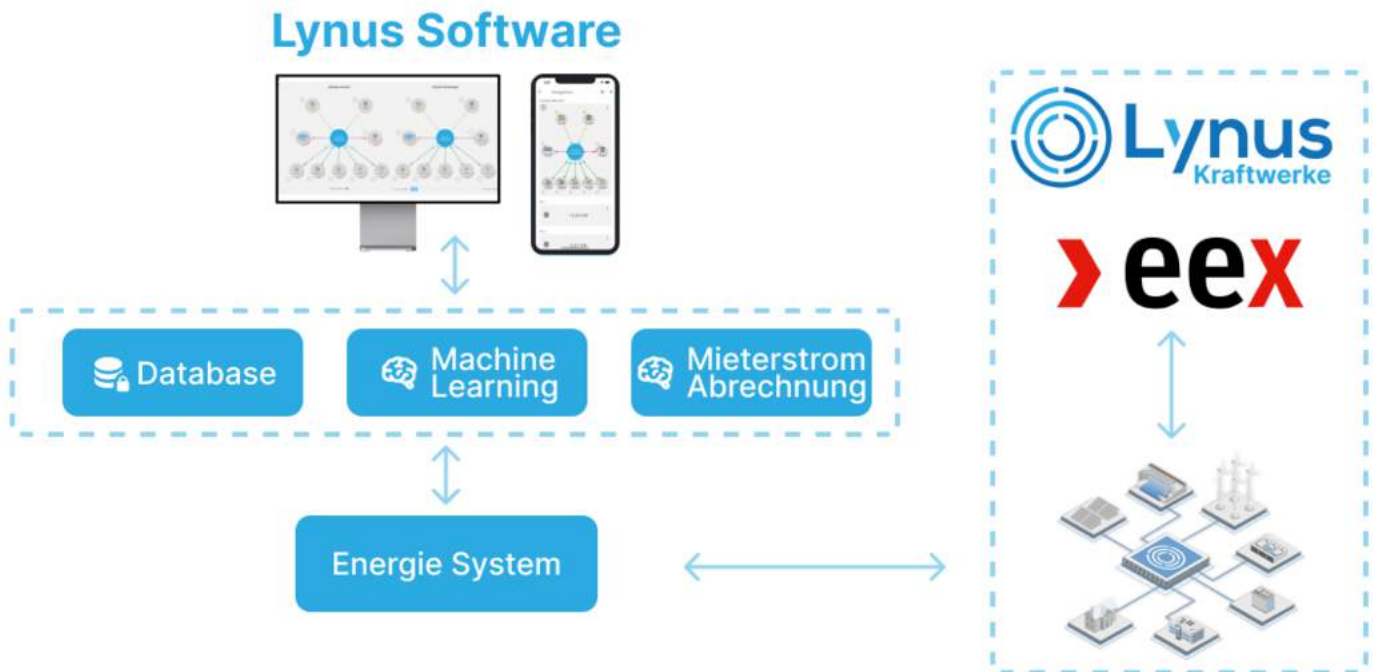 Lynus Software
Database
Machine
Learning
Mieterstrom
Abrechnung
Energie System
Lynus
Kraftwerke
eex